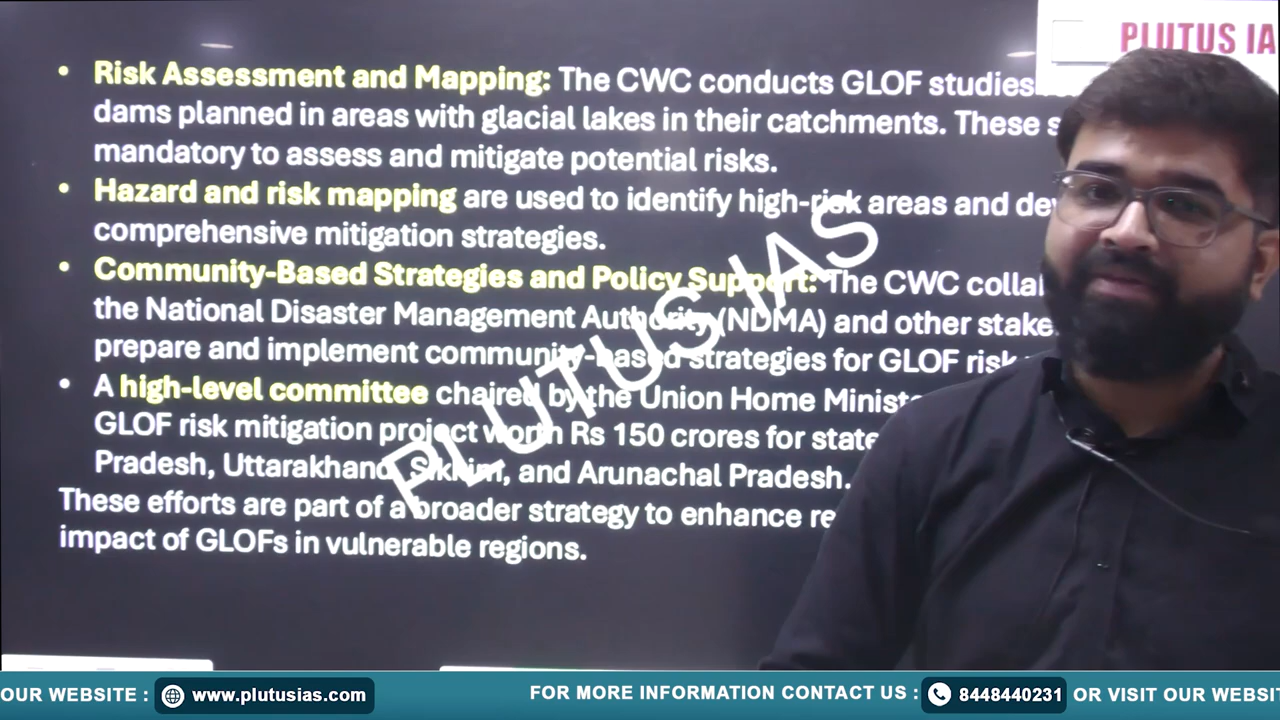 PLUTUS IA
• Risk Assessment and Mapping: The CWC conducts GLOF studies
dams planned in areas with glacial lakes in their catchments. These s
mandatory to assess and mitigate potential risks.
• Hazard and risk mapping are used to identify high-risk areas and de
comprehensive mitigation strategies.
• Community-Based Strategies and Policy Support: The CWC colla
the National Disaster Management Authority (NDMA) and other stake
prepare and implement community-based strategies for GLOF risk
• A high-level committee chaired by the Union Home Ministe
GLOF risk mitigation project worth Rs 150 crores for state
Pradesh, Uttarakhand, Sikkim, and Arunachal Pradesh.
These efforts are part of a broader strategy to enhance re
impact of GLOFs in vulnerable regions.
PLUTUS IAS
OUR WEBSITE : www.plutusias.com FOR MORE INFORMATION CONTACT US : 8448440231 OR VISIT OUR WEBSIT